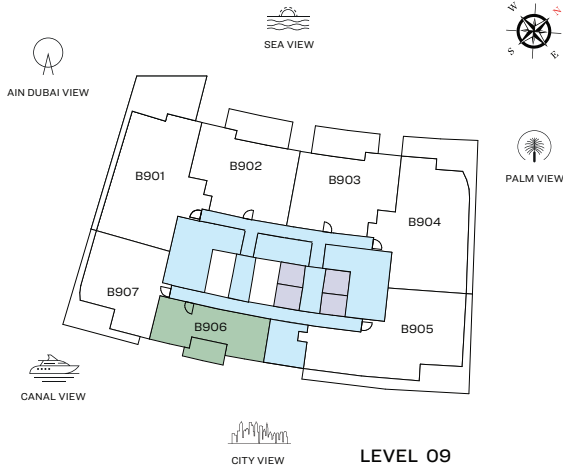 W
N
S
E
SEA VIEW
AIN DUBAI VIEW
PALM VIEW
B901
B902
B903
B904
B907
B906
B905
CANAL VIEW
CITY VIEW
LEVEL 09